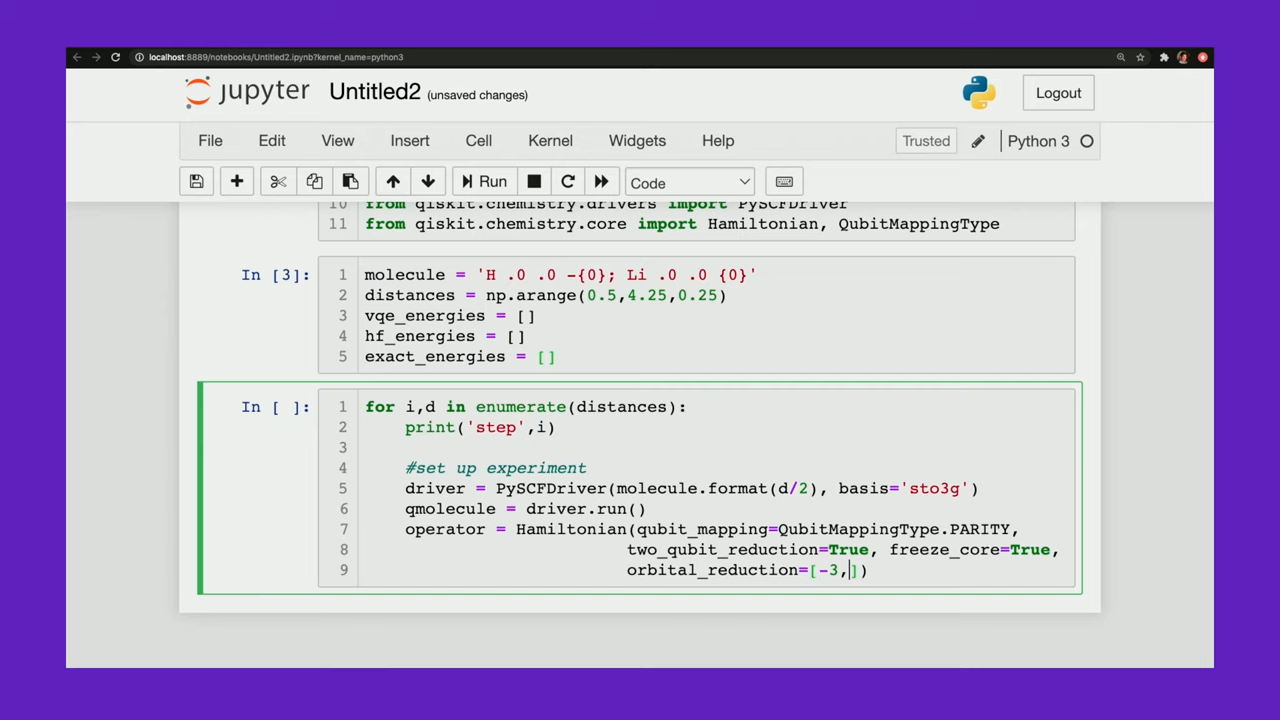 localhost:8889/notebooks/Untitled2.ipynb?kernel_name=python3
jupyter Untitled2 (unsaved changes) Logout
File Edit View Insert Cell Kernel Widgets Help Trusted Python 3
Run Code
10 from qiskit.chemistry.drivers import PySCFDriver
11 from qiskit.chemistry.core import Hamiltonian, QubitMappingType
In [3]: 1 molecule = 'H .0 .0 -{0}; Li .0 .0 {0}'
2 distances = np.arange(0.5,4.25,0.25)
3 vqe_energies = []
4 hf_energies = []
5 exact_energies = []
In [ ]: 1 for i,d in enumerate(distances):
2 print('step',i)
3
4 #set up experiment
5 driver = PySCFDriver(molecule.format(d/2), basis='sto3g')
6 qmolecule = driver.run()
7 operator = Hamiltonian(qubit_mapping=QubitMappingType.PARITY,
8 two_qubit_reduction=True, freeze_core=True,
9 orbital_reduction=[-3,])